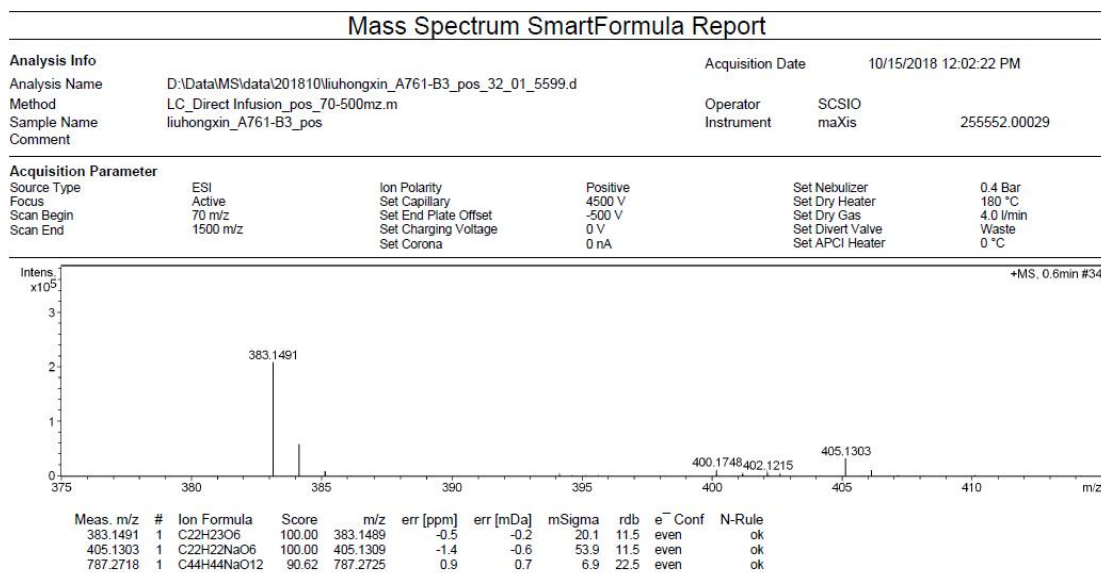 Mass Spectrum SmartFormula Report
Analysis Info
Acquisition Date 10/15/2018 12:02:22 PM
Analysis Name D:\Data\MS\data\201810\liuhongxin_A761-B3_pos_32_01_5599.d
Method LC_Direct Infusion_pos_70-500mz.m Operator SCSIO
Sample Name liuhongxin_A761-B3_pos Instrument maXis 255552.00029
Comment
Acquisition Parameter
Source Type ESI Ion Polarity Positive Set Nebulizer 0.4 Bar
Focus Active Set Capillary 4500 V Set Dry Heater 180 °C
Scan Begin 70 m/z Set End Plate Offset -500 V Set Dry Gas 4.0 l/min
Scan End 1500 m/z Set Charging Voltage 0 V Set Divert Valve Waste
Set Corona 0 nA Set APCI Heater 0 °C
Intens. +MS, 0.6min #34
x10⁵
3
383.1491
2
1
400.1748 402.1215 405.1303
0
375 380 385 390 395 400 405 410 m/z
Meas. m/z # Ion Formula Score m/z err [ppm] err [mDa] mSigma rdb e¯ Conf N-Rule
383.1491 1 C22H23O6 100.00 383.1489 -0.5 -0.2 20.1 11.5 even ok
405.1303 1 C22H22NaO6 100.00 405.1309 -1.4 -0.6 53.9 11.5 even ok
787.2718 1 C44H44NaO12 90.62 787.2725 0.9 0.7 6.9 22.5 even ok